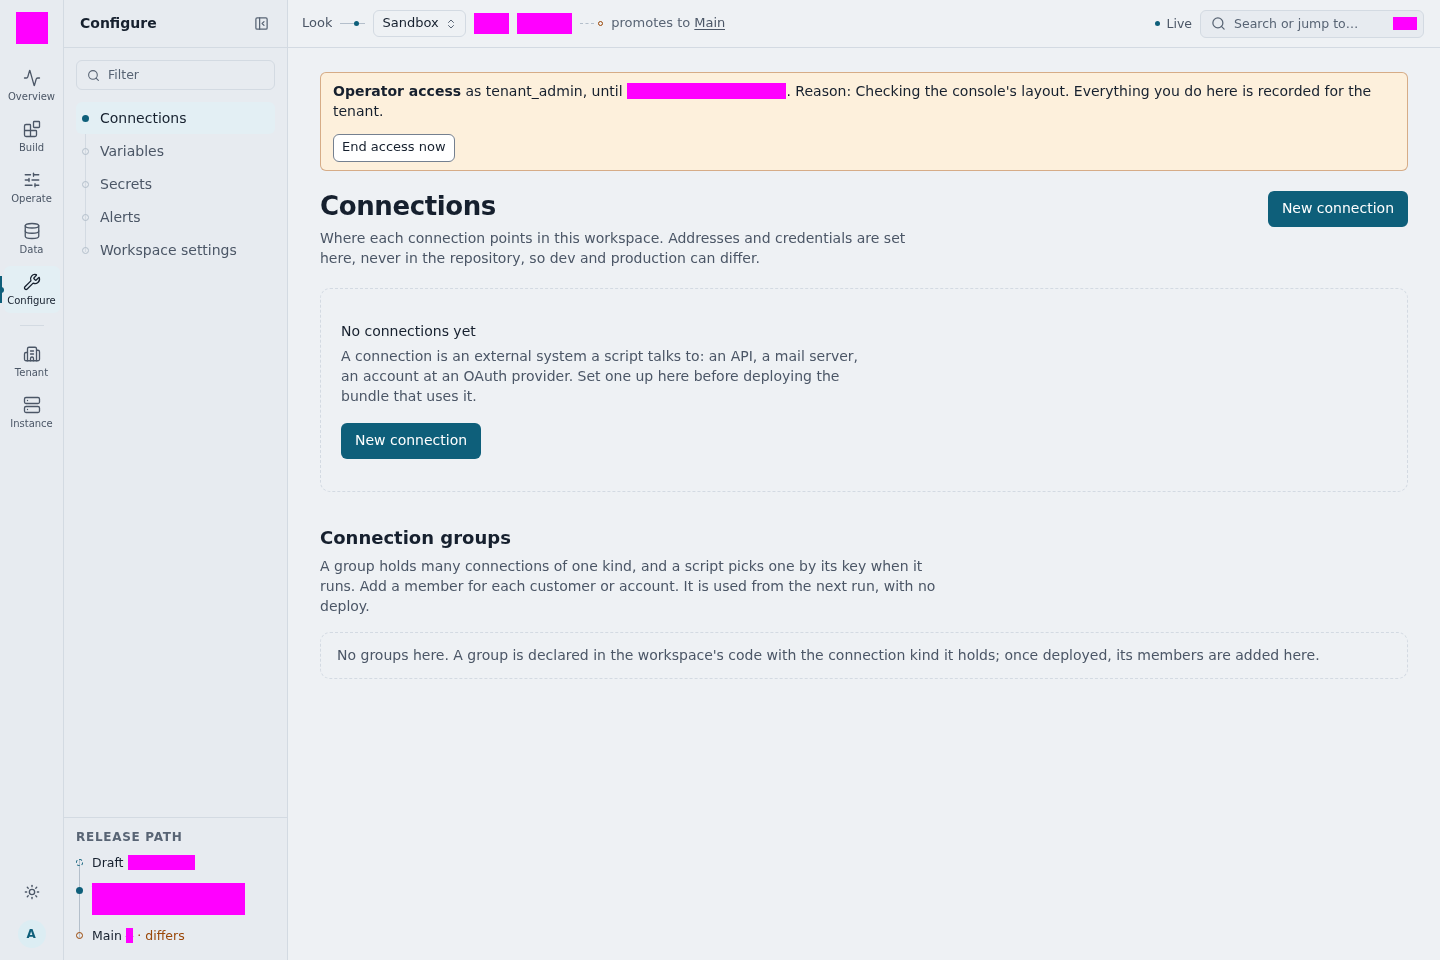 Configure
Look
Sandbox
promotes to Main
Live
Search or jump to...
Overview
Build
Operate
Data
Configure
Tenant
Instance
A
Filter
Connections
Variables
Secrets
Alerts
Workspace settings
RELEASE PATH
Draft
Main · differs
Operator access as tenant_admin, until . Reason: Checking the console's layout. Everything you do here is recorded for the
tenant.
End access now
Connections
New connection
Where each connection points in this workspace. Addresses and credentials are set
here, never in the repository, so dev and production can differ.
No connections yet
A connection is an external system a script talks to: an API, a mail server,
an account at an OAuth provider. Set one up here before deploying the
bundle that uses it.
New connection
Connection groups
A group holds many connections of one kind, and a script picks one by its key when it
runs. Add a member for each customer or account. It is used from the next run, with no
deploy.
No groups here. A group is declared in the workspace's code with the connection kind it holds; once deployed, its members are added here.